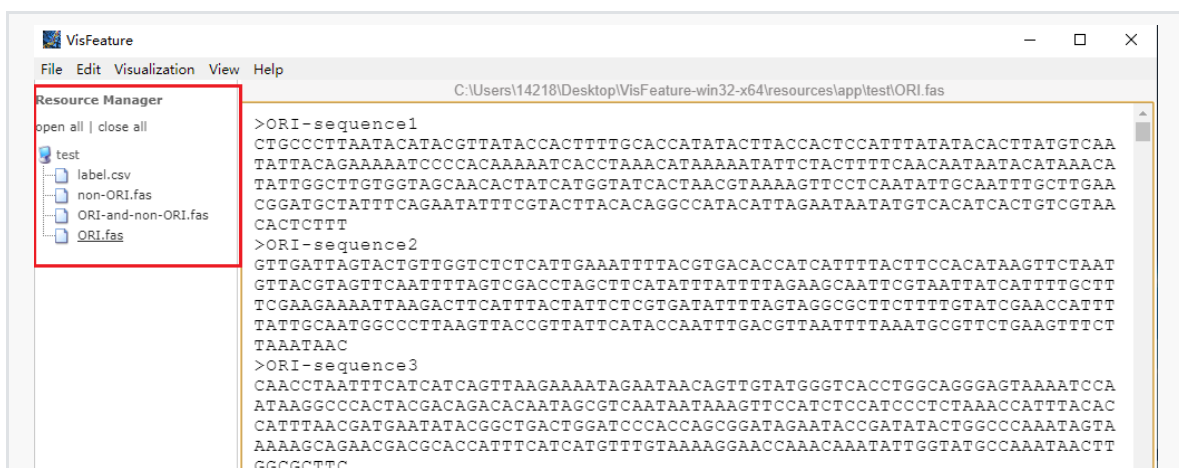 VisFeature
File Edit Visualization View Help
Resource Manager
C:\Users\14218\Desktop\VisFeature-win32-x64\resources\app\test\ORI.fas
open all | close all
test
label.csv
non-ORI.fas
ORI-and-non-ORI.fas
ORI.fas
>ORI-sequence1
CTGCCCTTAATACATACGTTATACCACTTTTGCACCATATACTTACCACTCCATTTATATACACTTATGTCAA
TATTACAGAAAAATCCCCACAAAAATCACCTAAACATAAAAATATTCTACTTTTCAACAATAATACATAAACA
TATTGGCTTGTGGTAGCAACACTATCATGGTATCACTAACGTAAAAGTTCCTCAATATTGCAATTTGCTTGAA
CGGATGCTATTTCAGAATATTTCGTACTTACACAGGCCATACATTAGAATAATATGTCACATCACTGTCGTAA
CACTCTTT
>ORI-sequence2
GTTGATTAGTACTGTTGGTCTCTCATTGAAATTTTACGTGACACCATCATTTTACTTCCACATAAGTTCTAAT
GTTACGTAGTTCAATTTTAGTCGACCTAGCTTCATATTTATTTTAGAAGCAATTCGTAATTATCATTTTGCTT
TCGAAGAAAATTAAGACTTCATTTACTATTCTCGTGATATTTTAGTAGGCGCTTCTTTTGTATCGAACCATTT
TATTGCAATGGCCCTTAAGTTACCGTTATTCATACCAATTTGACGTTAATTTTAAATGCGTTCTGAAGTTTCT
TAAATAAC
>ORI-sequence3
CAACCTAATTTCATCATCAGTTAAGAAAATAGAATAACAGTTGTATGGGTCACCTGGCAGGGAGTAAAATCCA
ATAAGGCCCACTACGACAGACACAATAGCGTCAATAATAAAGTTCCATCTCCATCCCTCTAAACCATTTACAC
CATTTAACGATGAATATACGGCTGACTGGATCCCACCAGCGGATAGAATACCGATATACTGGCCCAAATAGTA
AAAAGCAGAACGACGCACCATTTCATCATGTTTGTAAAAGGAACCAAACAAATATTGGTATGCCAAATAACTT
GGCGCTTC